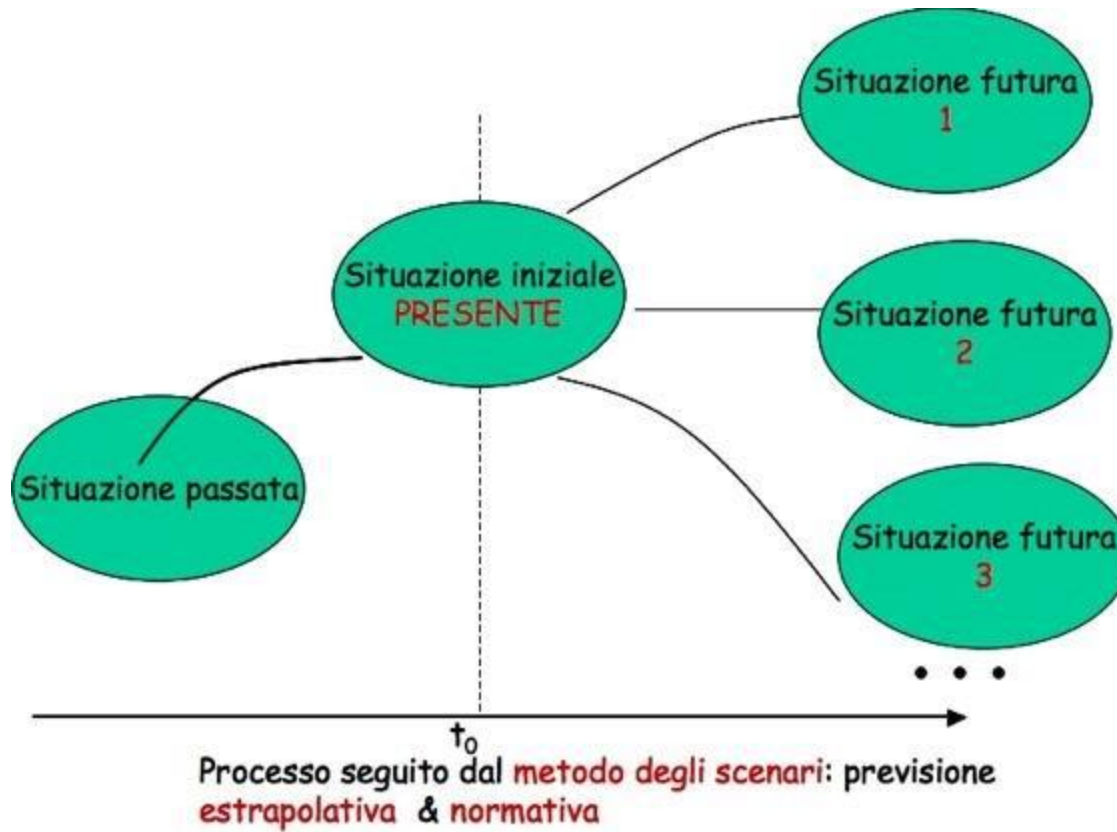 Situazione futura
1
Situazione iniziale
PRESENTE
Situazione futura
2
Situazione passata
Situazione futura
3
• • •
t₀
Processo seguito dal metodo degli scenari: previsione
estrapolativa & normativa